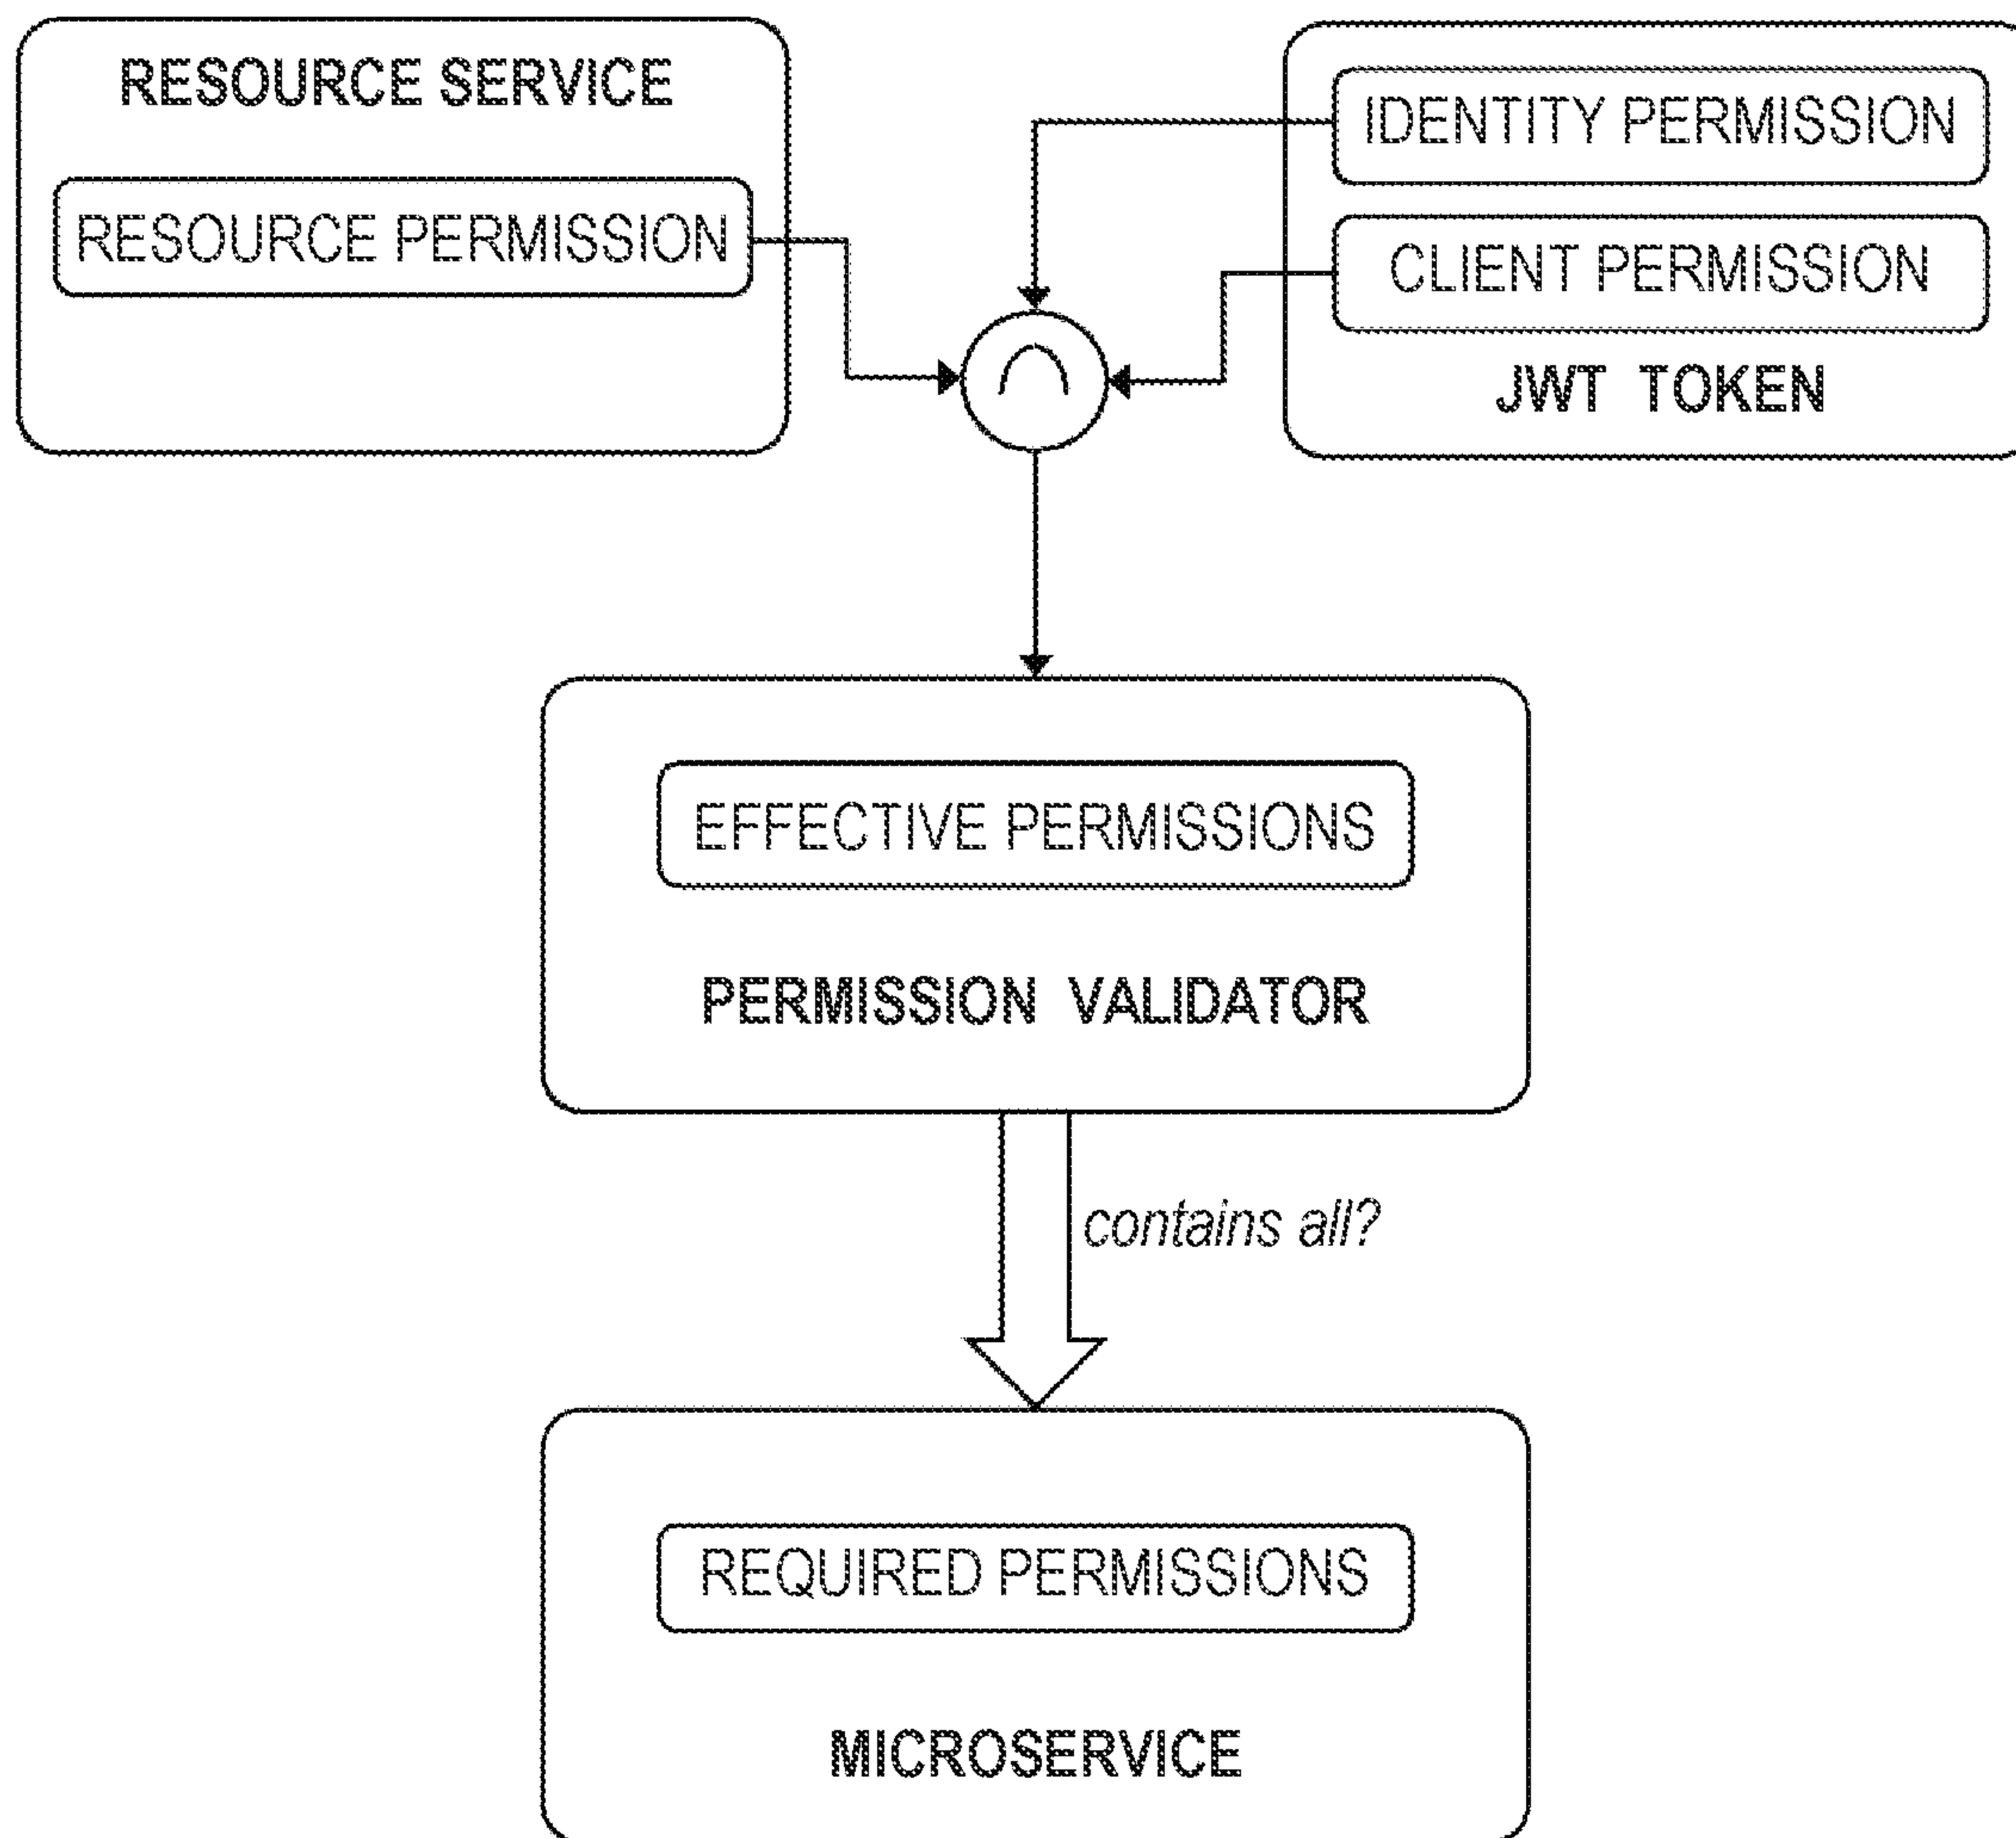 RESOURCE SERVICE
RESOURCE PERMISSION
IDENTITY PERMISSION
CLIENT PERMISSION
JWT TOKEN
EFFECTIVE PERMISSIONS
PERMISSION VALIDATOR
contains all?
REQUIRED PERMISSIONS
MICROSERVICE